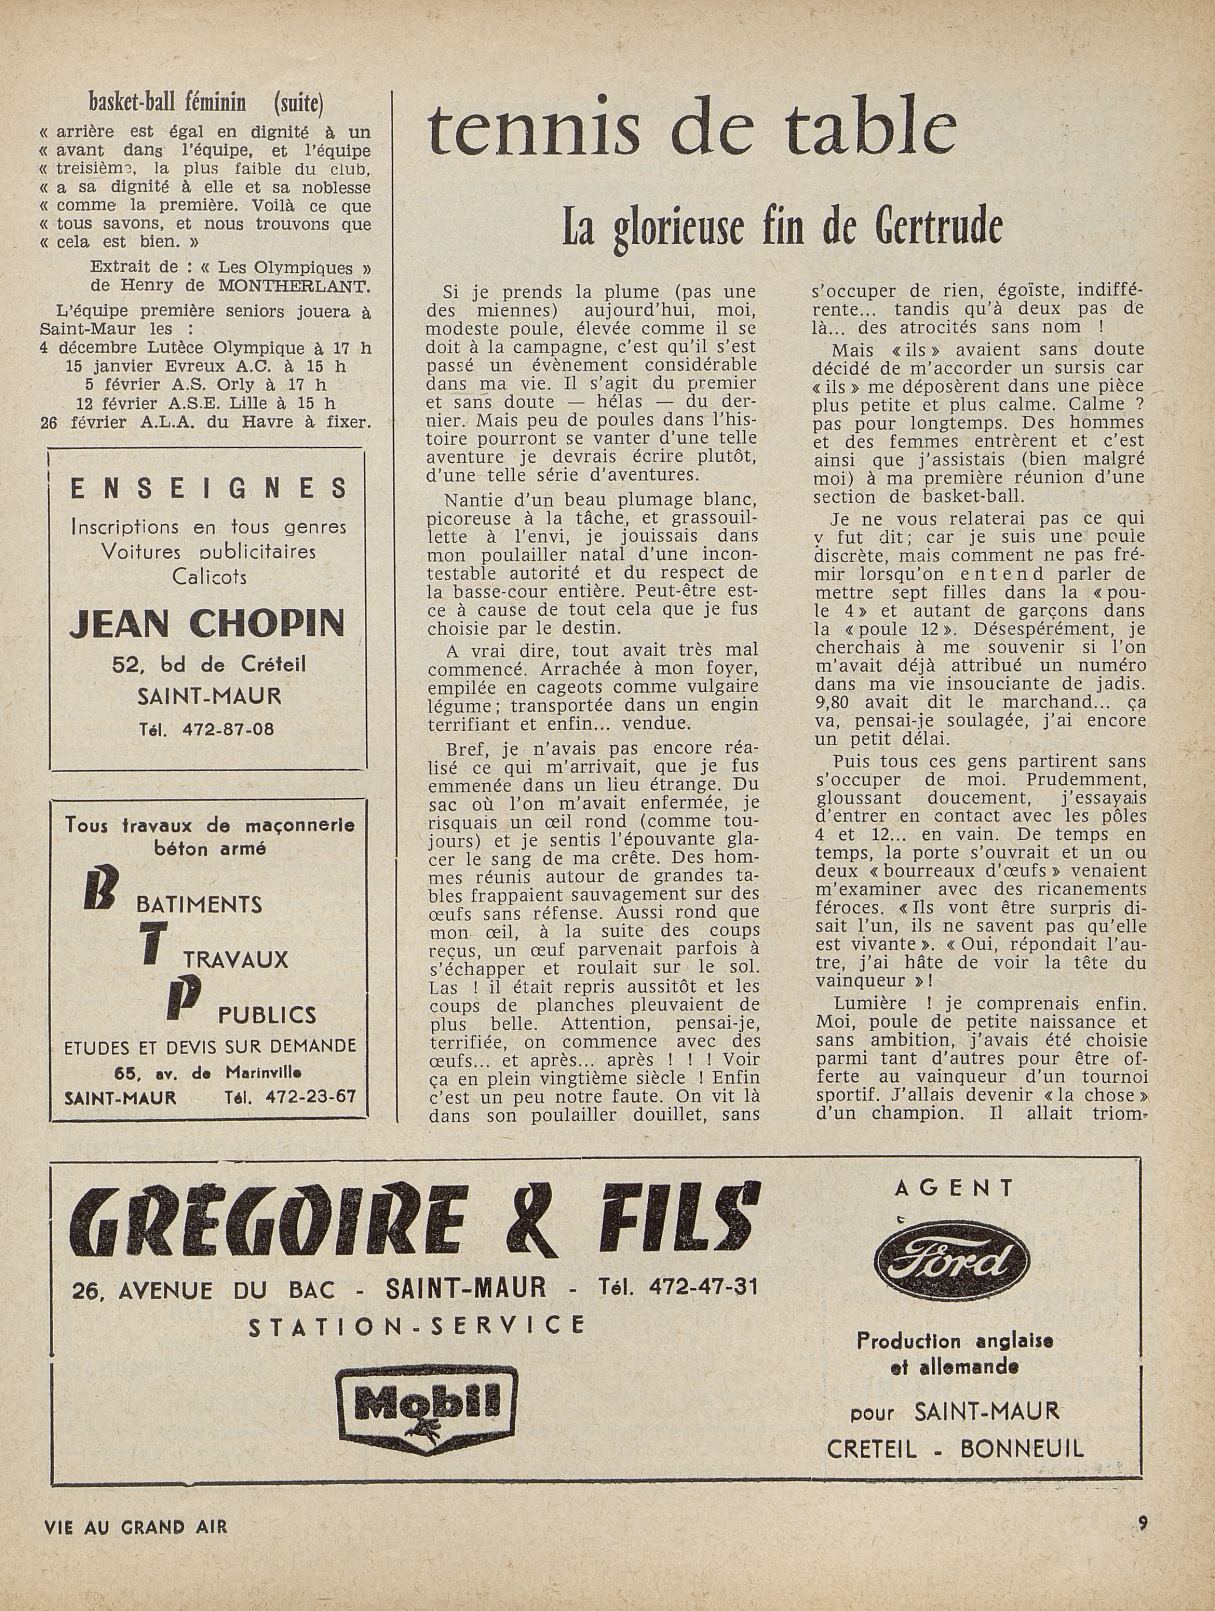 basket-ball féminin (suite)
« arrière est égal en dignité à un
« avant dans l'équipe, et l'équipe
« treisième, la plus faible du club,
« a sa dignité à elle et sa noblesse
« comme la première. Voilà ce que
« tous savons, et nous trouvons que
« cela est bien. »
Extrait de : « Les Olympiques »
de Henry de MONTHERLANT.
L'équipe première seniors jouera à
Saint-Maur les :
4 décembre Lutèce Olympique à 17 h
15 janvier Evreux A.C. à 15 h
5 février A.S. Orly à 17 h
12 février A.S.E. Lille à 15 h
26 février A.L.A. du Havre à fixer.
ENSEIGNES
Inscriptions en tous genres
Voitures publicitaires
Calicots
JEAN CHOPIN
52, bd de Créteil
SAINT-MAUR
Tél. 472-87-08
Tous travaux de maçonnerie
béton armé
B BATIMENTS
T TRAVAUX
P PUBLICS
ETUDES ET DEVIS SUR DEMANDE
65, av. de Marinville
SAINT-MAUR Tél. 472-23-67
tennis de table
La glorieuse fin de Gertrude
Si je prends la plume (pas une
des miennes) aujourd'hui, moi,
modeste poule, élevée comme il se
doit à la campagne, c'est qu'il s'est
passé un évènement considérable
dans ma vie. Il s'agit du premier
et sans doute — hélas — du der-
nier. Mais peu de poules dans l'his-
toire pourront se vanter d'une telle
aventure je devrais écrire plutôt,
d'une telle série d'aventures.
Nantie d'un beau plumage blanc,
picoreuse à la tâche, et grassouil-
lette à l'envi, je jouissais dans
mon poulailler natal d'une incon-
testable autorité et du respect de
la basse-cour entière. Peut-être est-
ce à cause de tout cela que je fus
choisie par le destin.
A vrai dire, tout avait très mal
commencé. Arrachée à mon foyer,
empilée en cageots comme vulgaire
légume ; transportée dans un engin
terrifiant et enfin... vendue.
Bref, je n'avais pas encore réa-
lisé ce qui m'arrivait, que je fus
emmenée dans un lieu étrange. Du
sac où l'on m'avait enfermée, je
risquais un œil rond (comme tou-
jours) et je sentis l'épouvante gla-
cer le sang de ma crête. Des hom-
mes réunis autour de grandes ta-
bles frappaient sauvagement sur des
œufs sans réfense. Aussi rond que
mon œil, à la suite des coups
reçus, un œuf parvenait parfois à
s'échapper et roulait sur le sol.
Las ! il était repris aussitôt et les
coups de planches pleuvaient de
plus belle. Attention, pensai-je,
terrifiée, on commence avec des
œufs... et après... après ! ! ! Voir
ça en plein vingtième siècle ! Enfin
c'est un peu notre faute. On vit là
dans son poulailler douillet, sans
s'occuper de rien, égoïste, indiffé-
rente... tandis qu'à deux pas de
là... des atrocités sans nom !
Mais « ils » avaient sans doute
décidé de m'accorder un sursis car
« ils » me déposèrent dans une pièce
plus petite et plus calme. Calme ?
pas pour longtemps. Des hommes
et des femmes entrèrent et c'est
ainsi que j'assistais (bien malgré
moi) à ma première réunion d'une
section de basket-ball.
Je ne vous relaterai pas ce qui
y fut dit ; car je suis une poule
discrète, mais comment ne pas fré-
mir lorsqu'on entend parler de
mettre sept filles dans la « pou-
le 4 » et autant de garçons dans
la « poule 12 ». Désespérément, je
cherchais à me souvenir si l'on
m'avait déjà attribué un numéro
dans ma vie insouciante de jadis.
9,80 avait dit le marchand... ça
va, pensai-je soulagée, j'ai encore
un petit délai.
Puis tous ces gens partirent sans
s'occuper de moi. Prudemment,
gloussant doucement, j'essayais
d'entrer en contact avec les pôles
4 et 12... en vain. De temps en
temps, la porte s'ouvrait et un ou
deux « bourreaux d'œufs » venaient
m'examiner avec des ricanements
féroces. « Ils vont être surpris di-
sait l'un, ils ne savent pas qu'elle
est vivante ». « Oui, répondait l'au-
tre, j'ai hâte de voir la tête du
vainqueur » !
Lumière ! je comprenais enfin.
Moi, poule de petite naissance et
sans ambition, j'avais été choisie
parmi tant d'autres pour être of-
ferte au vainqueur d'un tournoi
sportif. J'allais devenir « la chose »
d'un champion. Il allait triom-
GRÉGOIRE & FILS
26, AVENUE DU BAC - SAINT-MAUR - Tél. 472-47-31
STATION-SERVICE
Mobil
AGENT
Ford
Production anglaise
et allemande
pour SAINT-MAUR
CRETEIL - BONNEUIL
VIE AU GRAND AIR
9